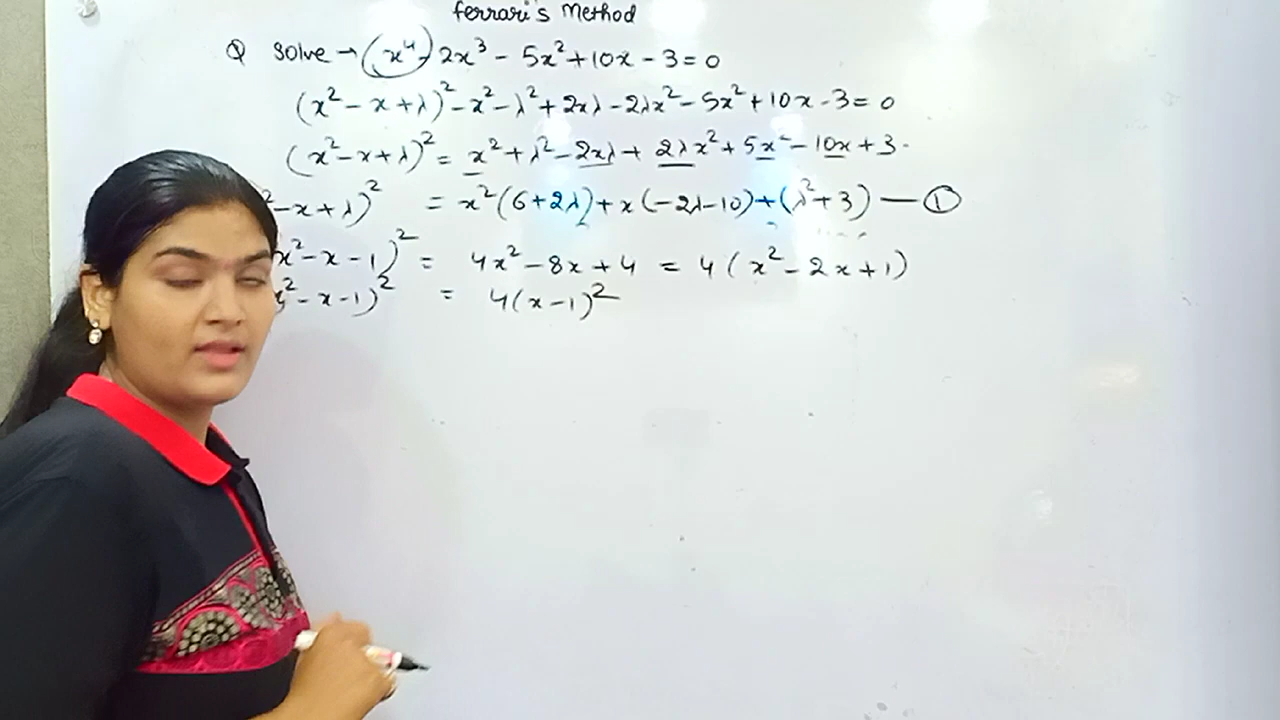 Ferrari's Method
Q Solve → (x⁴) - 2x³ - 5x² + 10x - 3 = 0
(x² - x + λ)² - x² - λ² + 2xλ - 2λx² - 5x² + 10x - 3 = 0
(x² - x + λ)² = x² + λ² - 2xλ + 2λx² + 5x² - 10x + 3
² - x + λ)² = x²(6+2λ) + x(-2λ-10) + (λ²+3) — ①
x² - x - 1)² = 4x² - 8x + 4 = 4(x² - 2x + 1)
x² - x - 1)² = 4(x-1)²